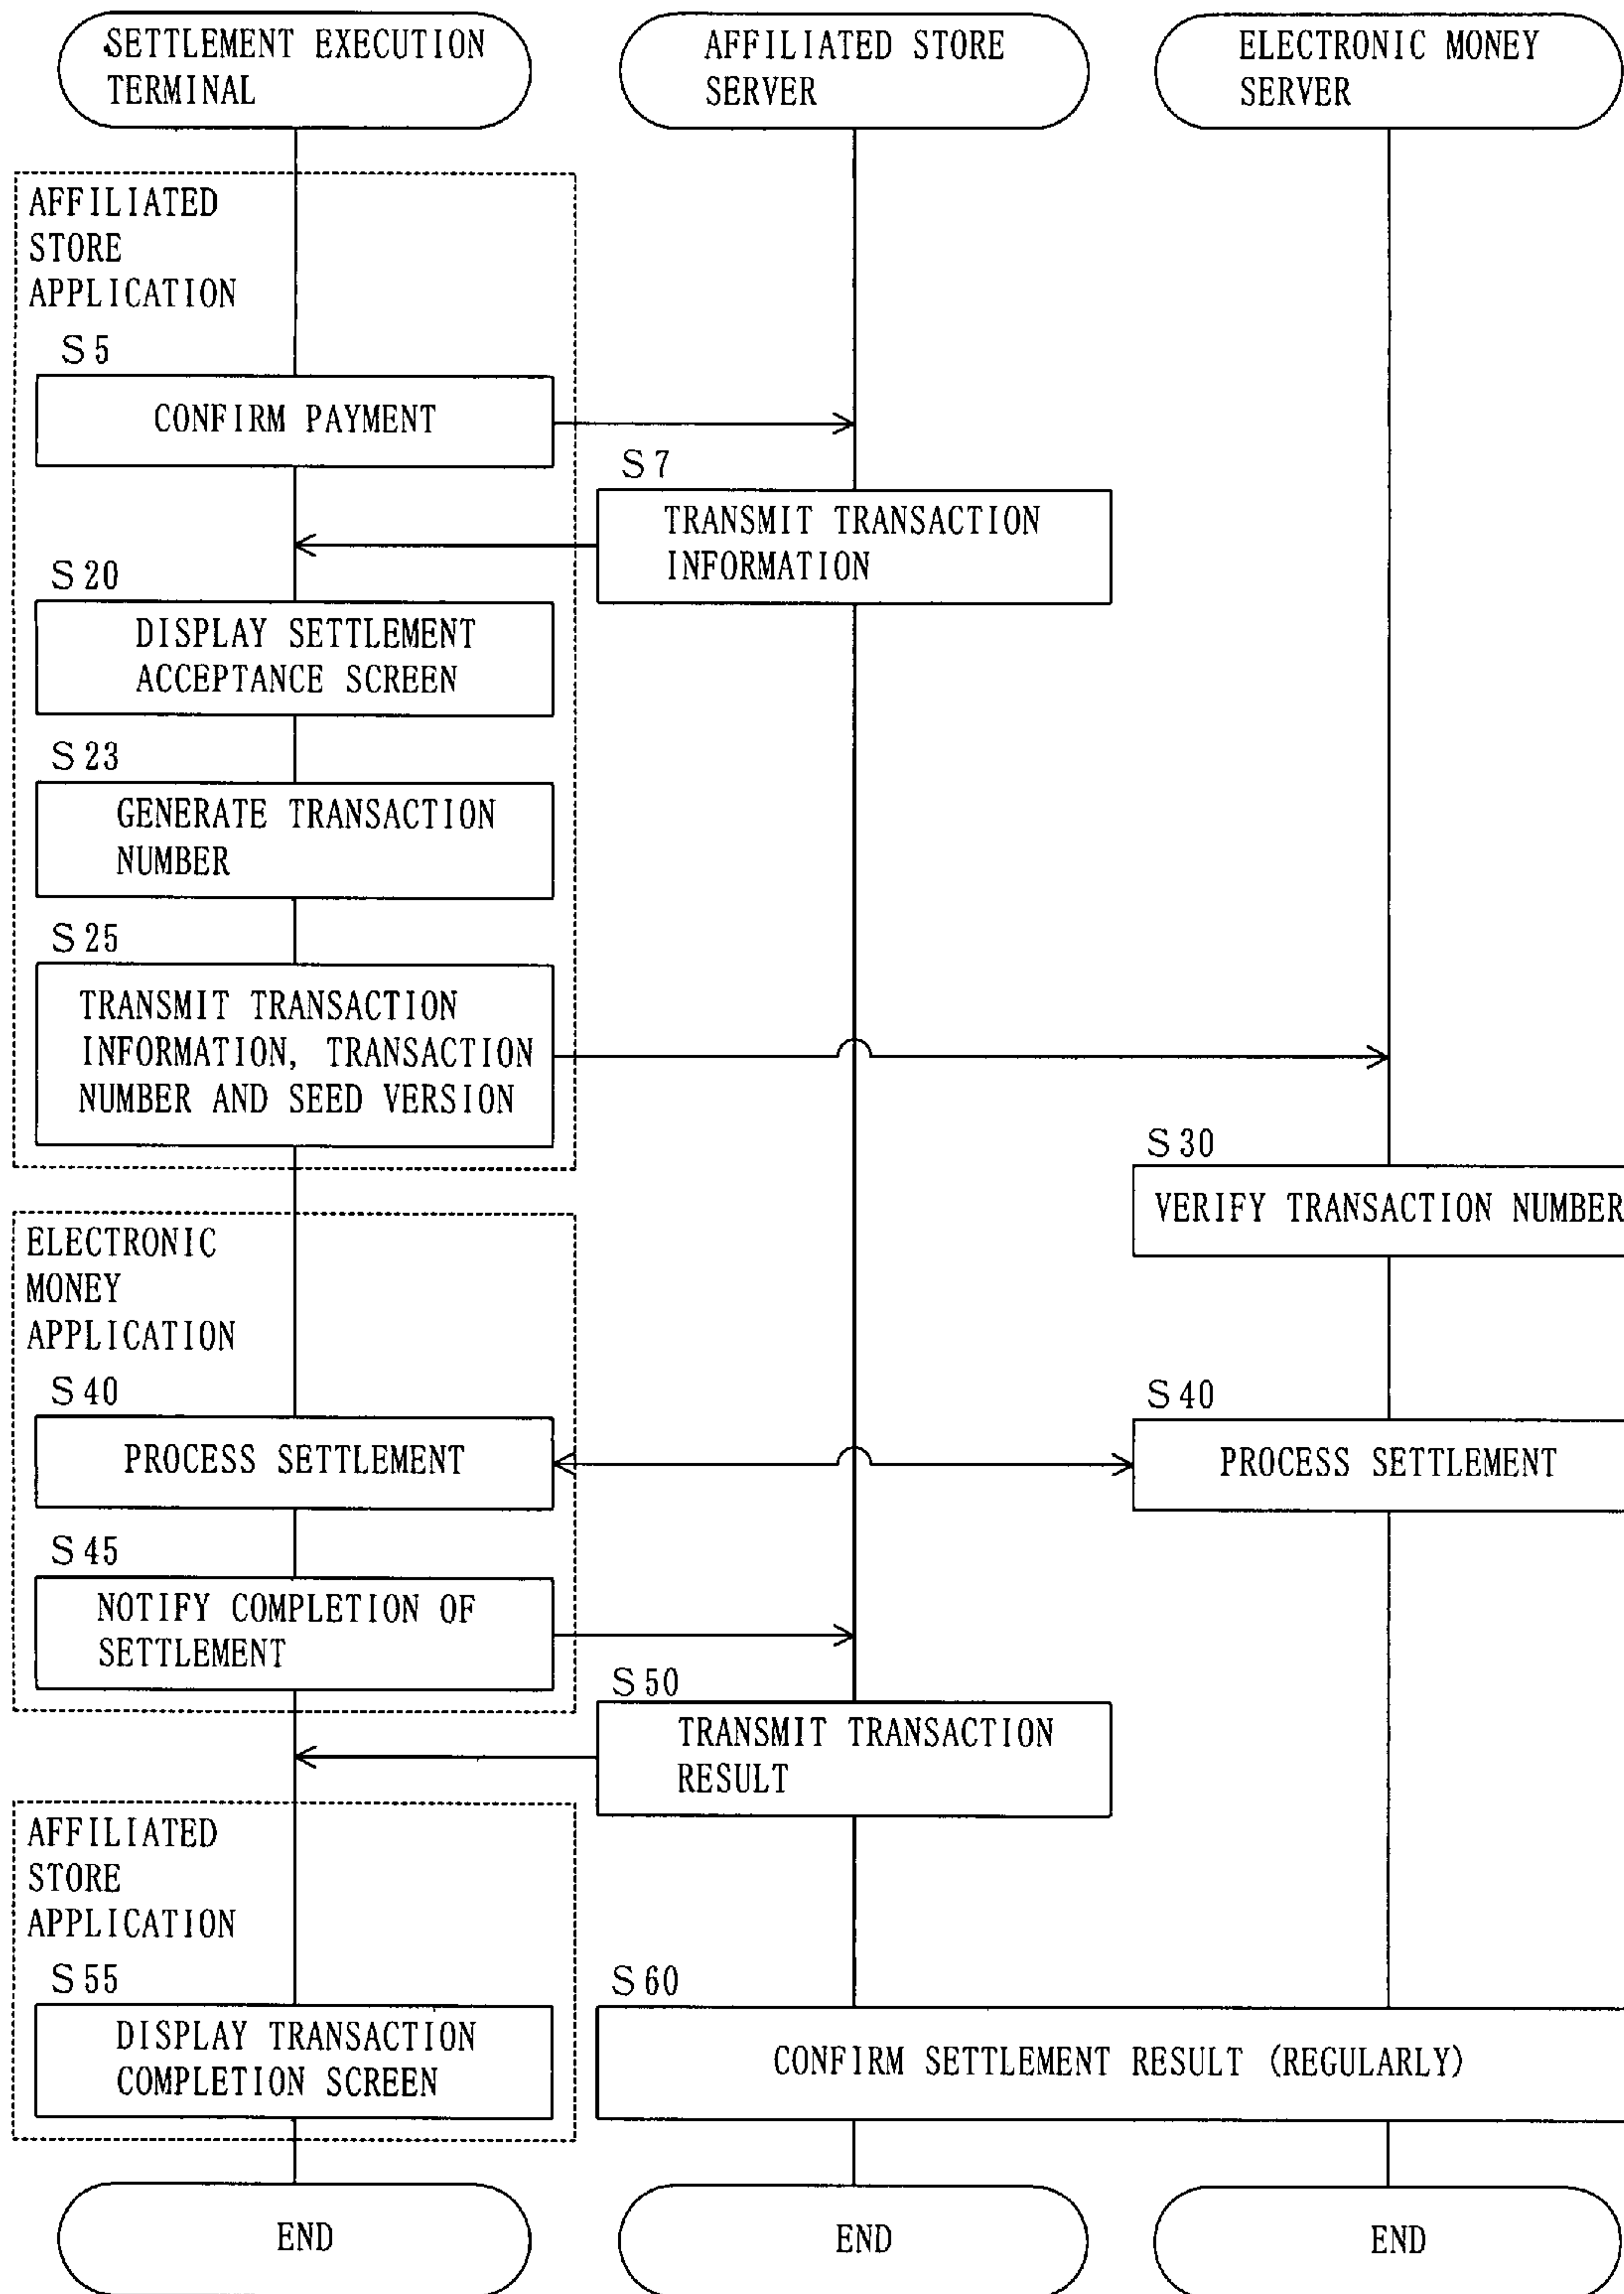 SETTLEMENT EXECUTION
TERMINAL
AFFILIATED STORE
SERVER
ELECTRONIC MONEY
SERVER
AFFILIATED
STORE
APPLICATION
S5
CONFIRM PAYMENT
S7
TRANSMIT TRANSACTION
INFORMATION
S20
DISPLAY SETTLEMENT
ACCEPTANCE SCREEN
S23
GENERATE TRANSACTION
NUMBER
S25
TRANSMIT TRANSACTION
INFORMATION, TRANSACTION
NUMBER AND SEED VERSION
S30
VERIFY TRANSACTION NUMBER
ELECTRONIC
MONEY
APPLICATION
S40
PROCESS SETTLEMENT
S40
PROCESS SETTLEMENT
S45
NOTIFY COMPLETION OF
SETTLEMENT
S50
TRANSMIT TRANSACTION
RESULT
AFFILIATED
STORE
APPLICATION
S55
DISPLAY TRANSACTION
COMPLETION SCREEN
S60
CONFIRM SETTLEMENT RESULT (REGULARLY)
END
END
END